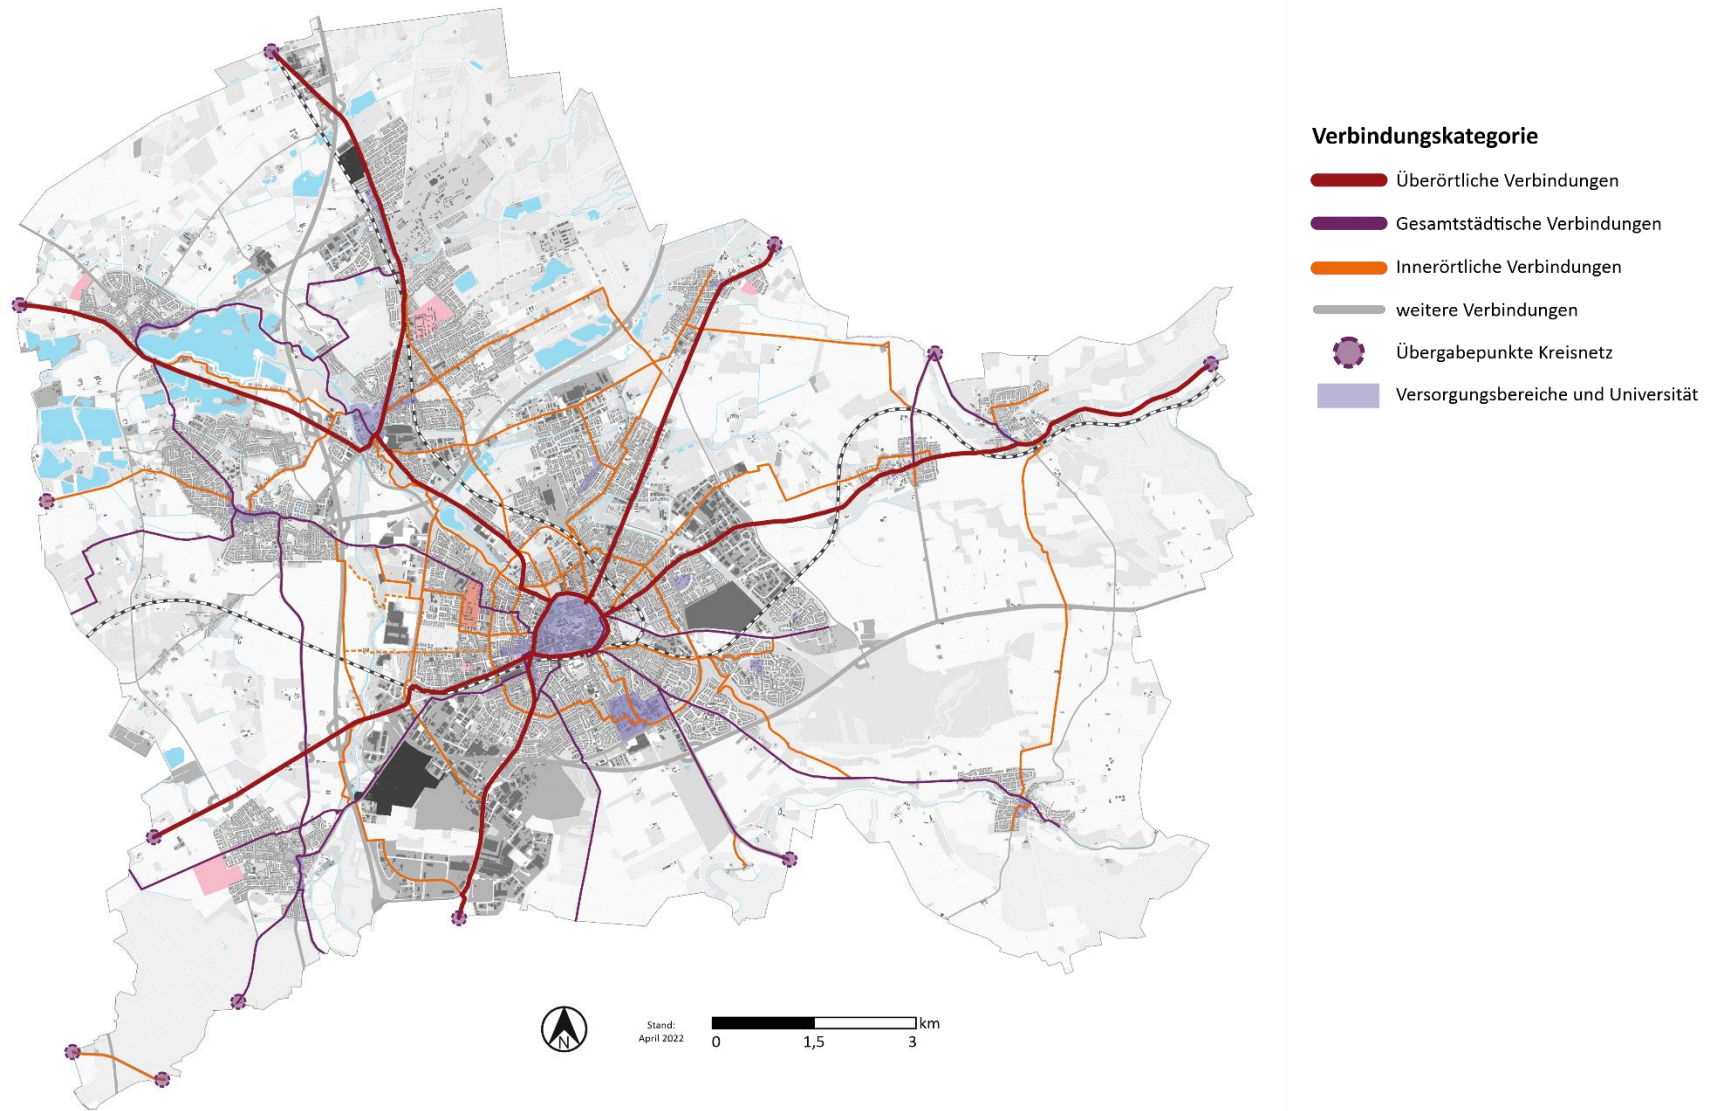 Verbindungskategorie
Überörtliche Verbindungen
Gesamtstädtische Verbindungen
Innerörtliche Verbindungen
weitere Verbindungen
Übergabepunkte Kreisnetz
Versorgungsbereiche und Universität
N
Stand:
April 2022
km
0 1,5 3